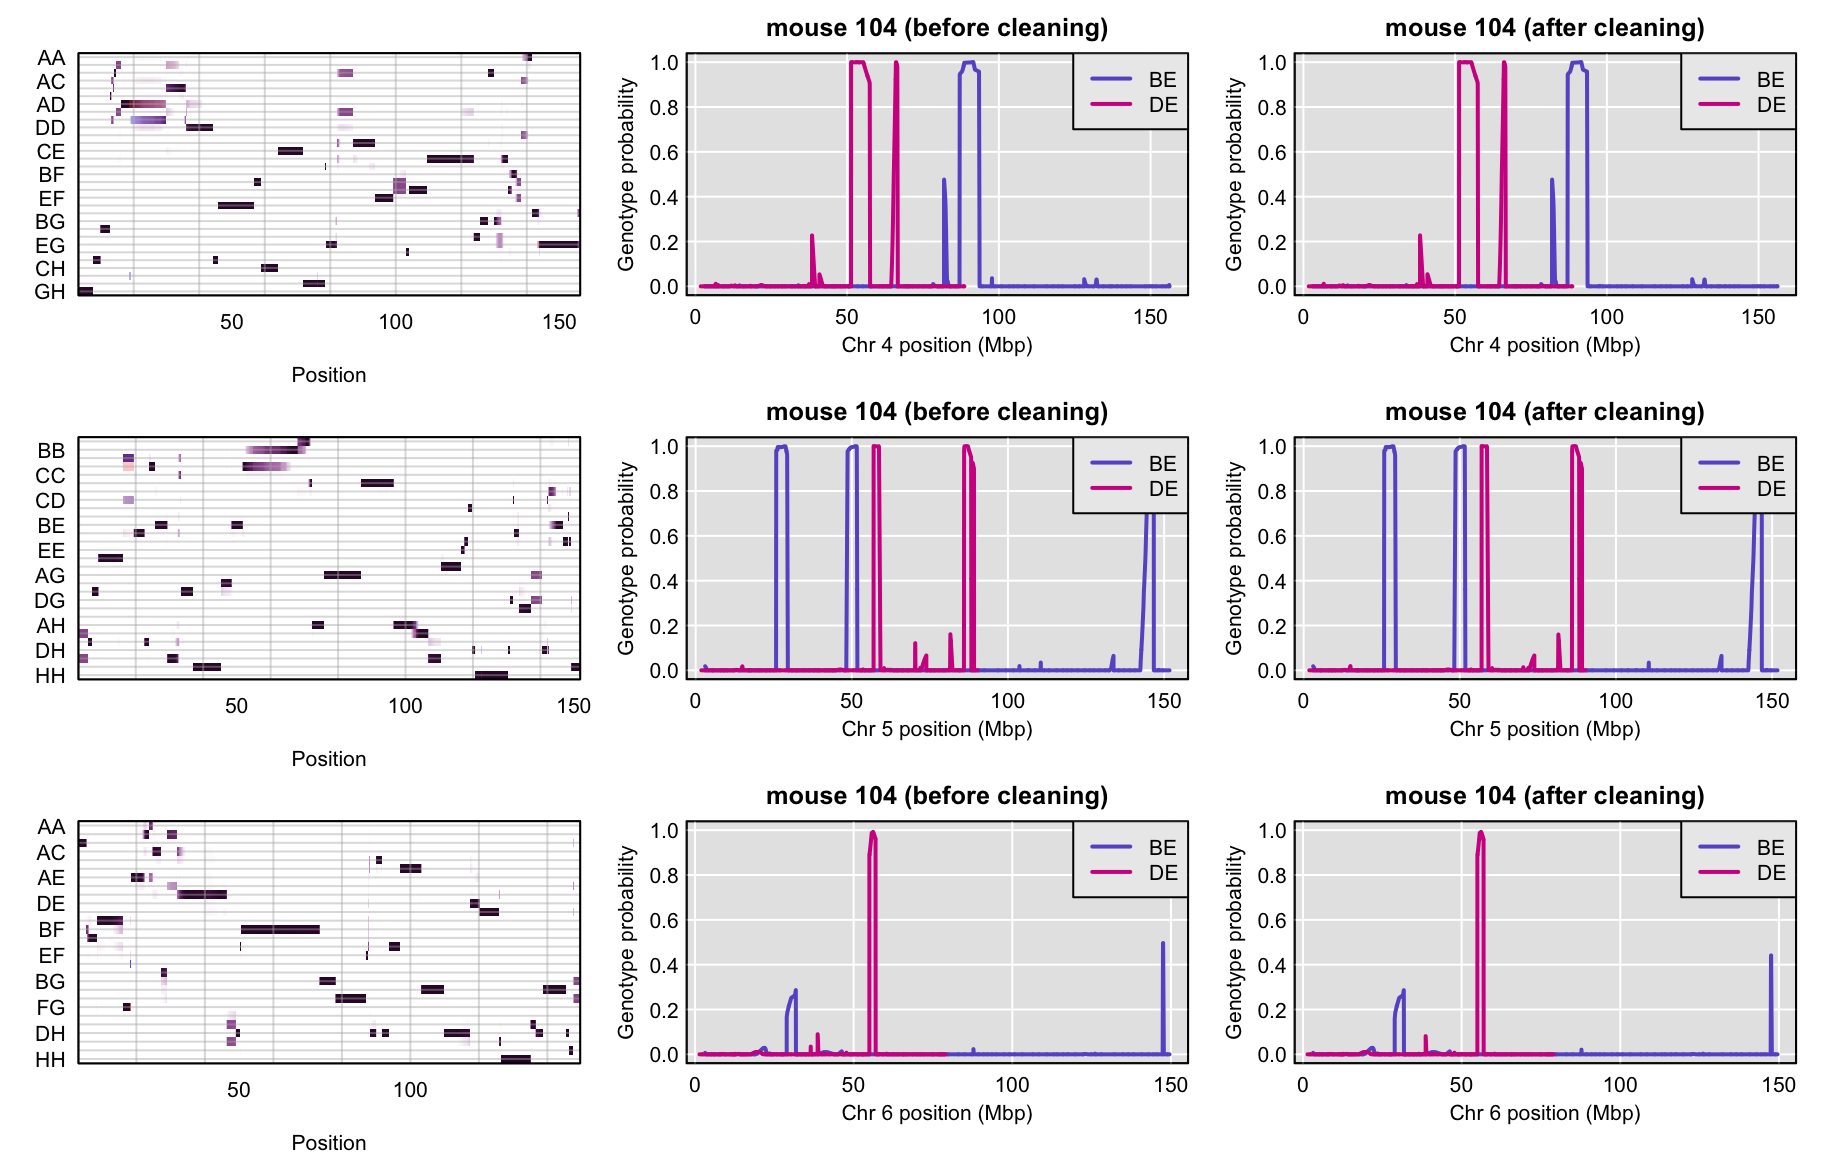 AA
AC
AD
DD
CE
BF
EF
BG
EG
CH
GH
50 100 150
Position
mouse 104 (before cleaning)
Genotype probability
1.0
0.8
0.6
0.4
0.2
0.0
BE
DE
0 50 100 150
Chr 4 position (Mbp)
mouse 104 (after cleaning)
Genotype probability
1.0
0.8
0.6
0.4
0.2
0.0
BE
DE
0 50 100 150
Chr 4 position (Mbp)
BB
CC
CD
BE
EE
AG
DG
AH
DH
HH
50 100 150
Position
mouse 104 (before cleaning)
Genotype probability
1.0
0.8
0.6
0.4
0.2
0.0
BE
DE
0 50 100 150
Chr 5 position (Mbp)
mouse 104 (after cleaning)
Genotype probability
1.0
0.8
0.6
0.4
0.2
0.0
BE
DE
0 50 100 150
Chr 5 position (Mbp)
AA
AC
AE
DE
BF
EF
BG
FG
DH
HH
50 100
Position
mouse 104 (before cleaning)
Genotype probability
1.0
0.8
0.6
0.4
0.2
0.0
BE
DE
0 50 100 150
Chr 6 position (Mbp)
mouse 104 (after cleaning)
Genotype probability
1.0
0.8
0.6
0.4
0.2
0.0
BE
DE
0 50 100 150
Chr 6 position (Mbp)